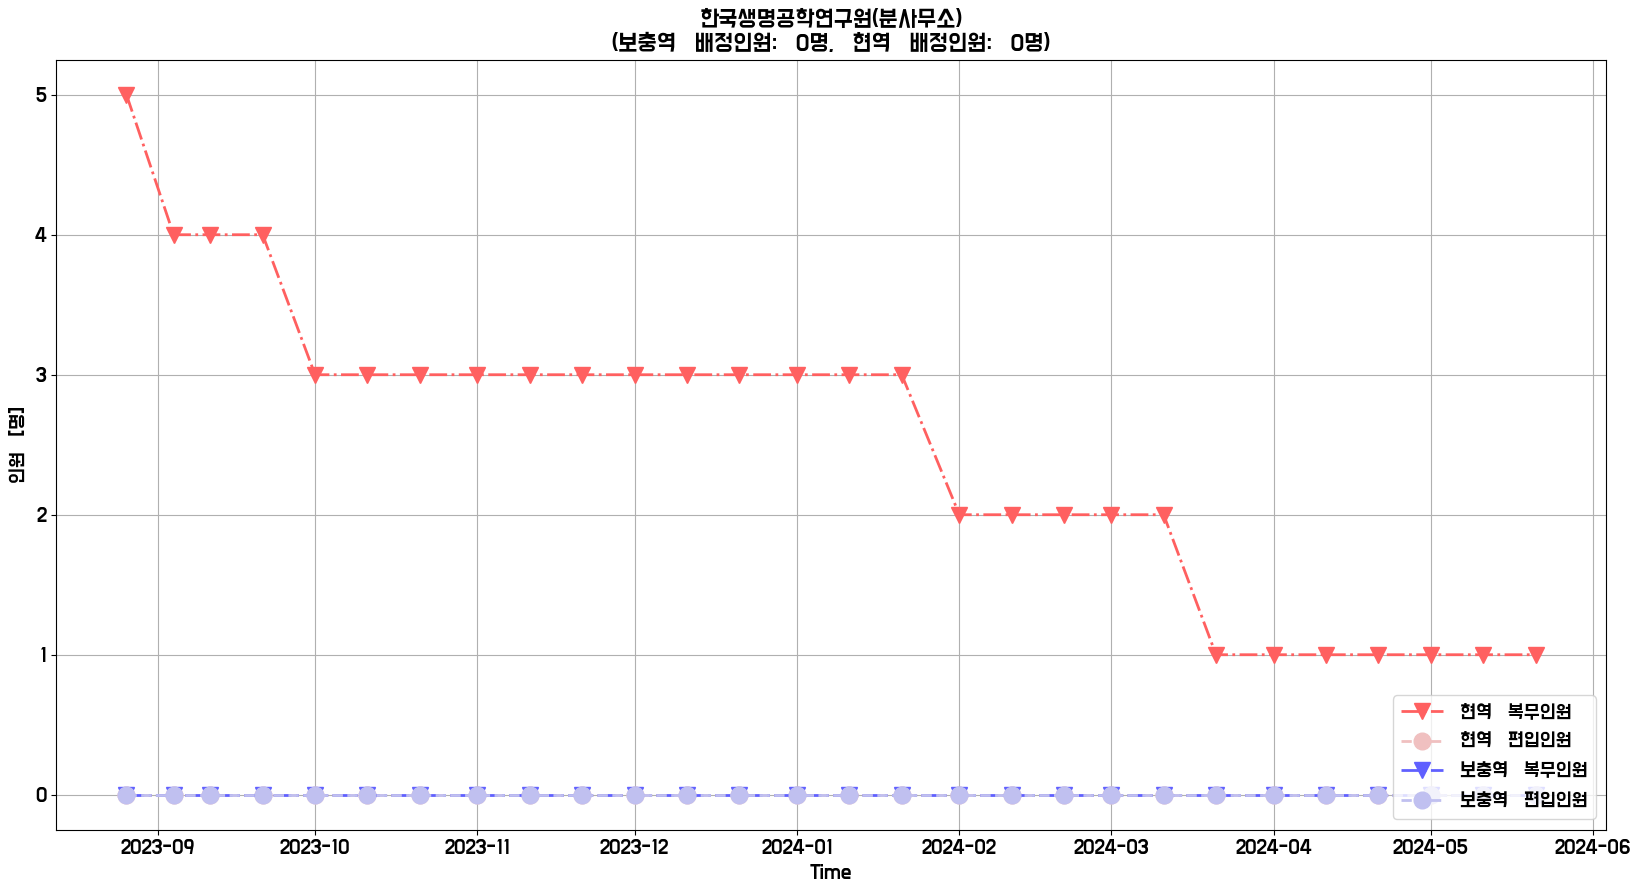 한국생명공학연구원(분사무소)
(보충역 배정인원: 0명, 현역 배정인원: 0명)
5
4
3
2
1
0
인원 [명]
현역 복무인원
현역 편입인원
보충역 복무인원
보충역 편입인원
2023-09 2023-10 2023-11 2023-12 2024-01 2024-02 2024-03 2024-04 2024-05 2024-06
Time